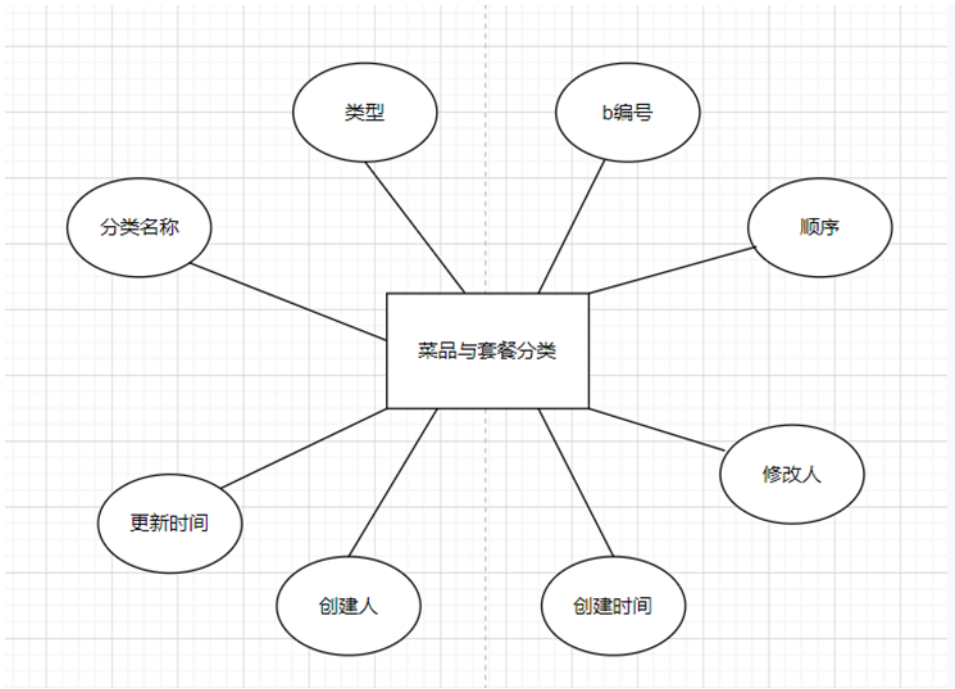 类型
b编号
分类名称
顺序
菜品与套餐分类
修改人
更新时间
创建人
创建时间